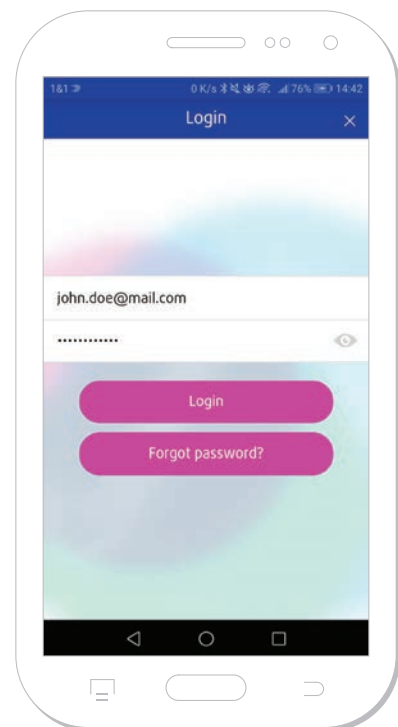 1&1 0 K/s 76% 14:42
Login
john.doe@mail.com
••••••••••••
Login
Forgot password?